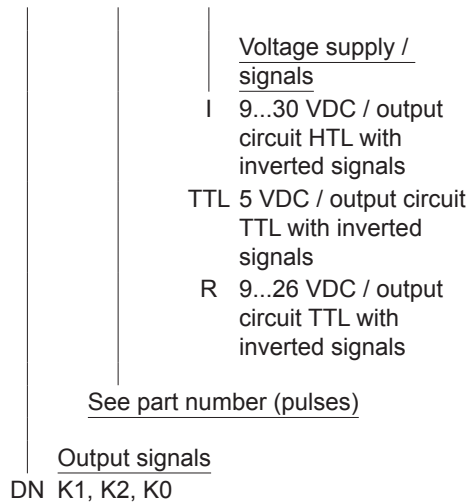 Voltage supply /
signals
I 9...30 VDC / output
circuit HTL with
inverted signals
TTL 5 VDC / output circuit
TTL with inverted
signals
R 9...26 VDC / output
circuit TTL with
inverted signals
See part number (pulses)
Output signals
DN K1, K2, K0